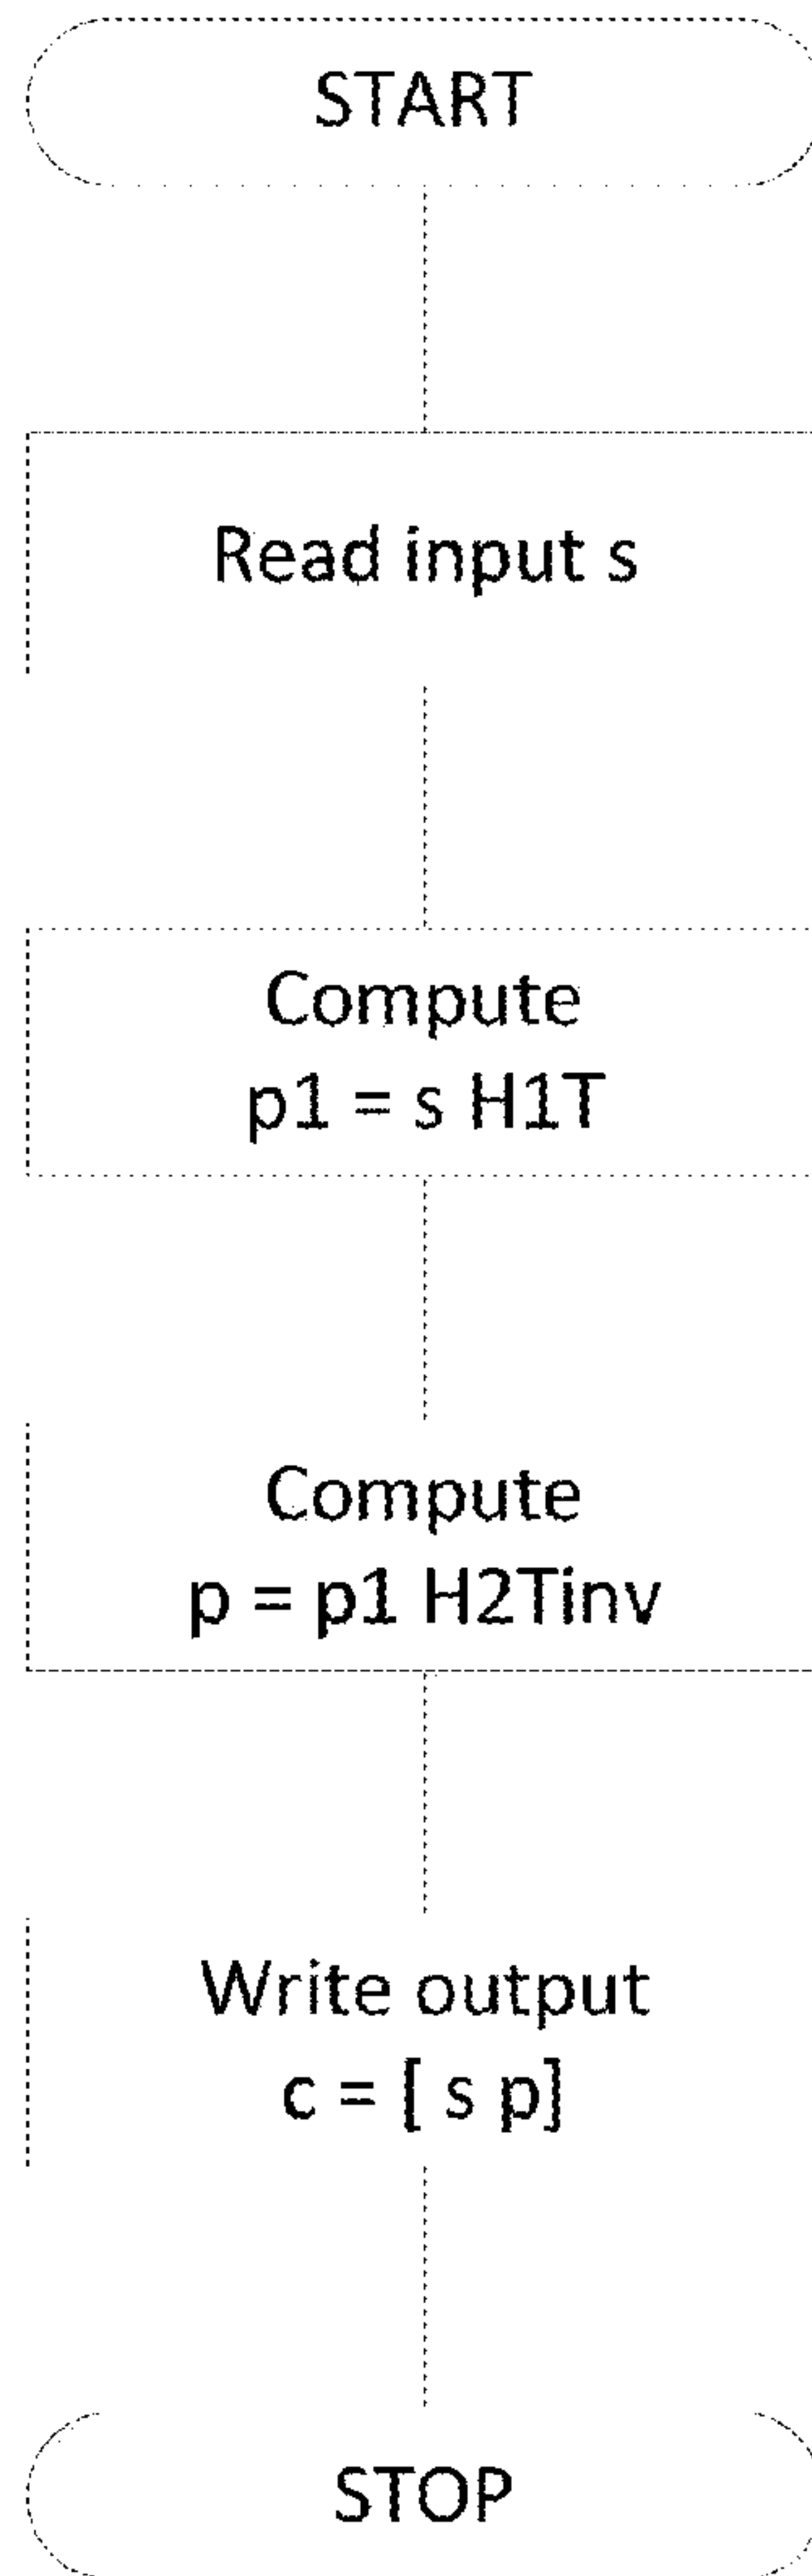 START
Read input s
Compute
p1 = s H1T
Compute
p = p1 H2Tinv
Write output
c = [ s p]
STOP